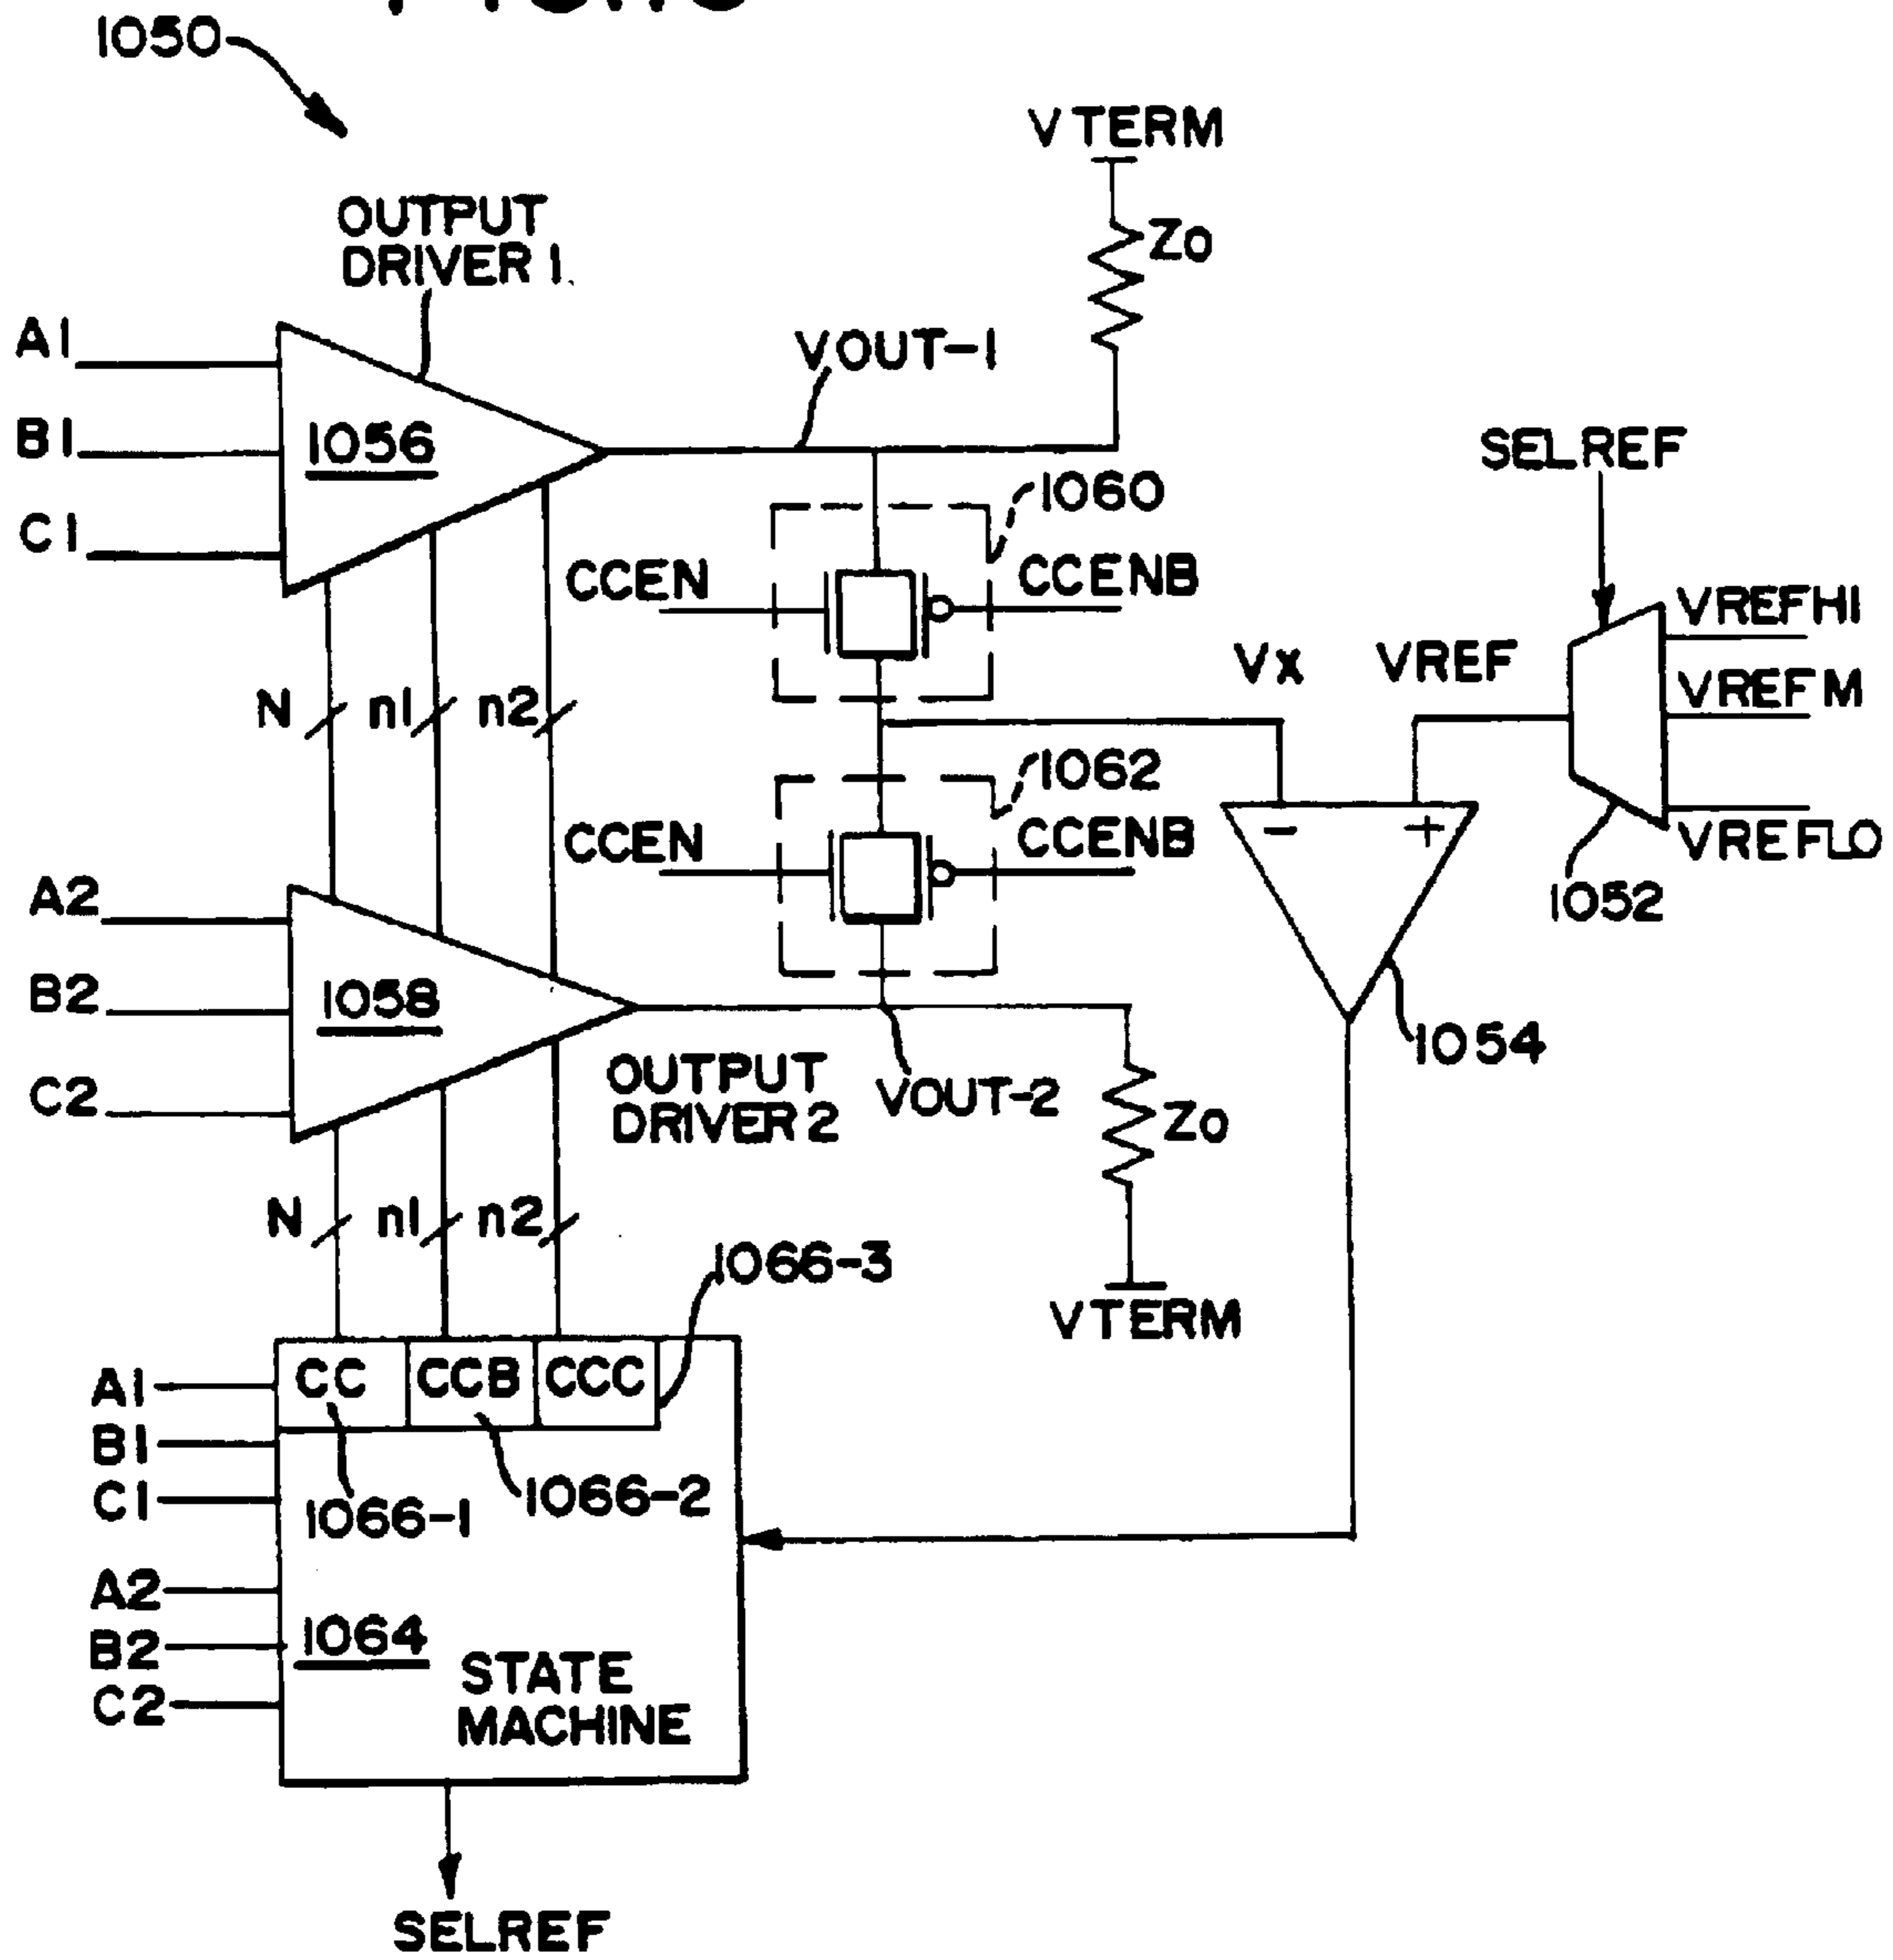 1050
VTERM
OUTPUT
DRIVER 1
Zo
A1
VOUT-1
B1
1056
SELREF
C1
1060
CCEN
CCENB
VREFHI
N
n1
n2
Vx
VREF
VREFM
1062
CCEN
CCENB
-
+
VREFLO
A2
1052
B2
1058
1054
C2
OUTPUT
DRIVER 2
VOUT-2
Zo
N
n1
n2
1066-3
VTERM
A1
CC
CCB
CCC
B1
C1
1066-1
1066-2
A2
B2
1064
C2
STATE
MACHINE
SELREF